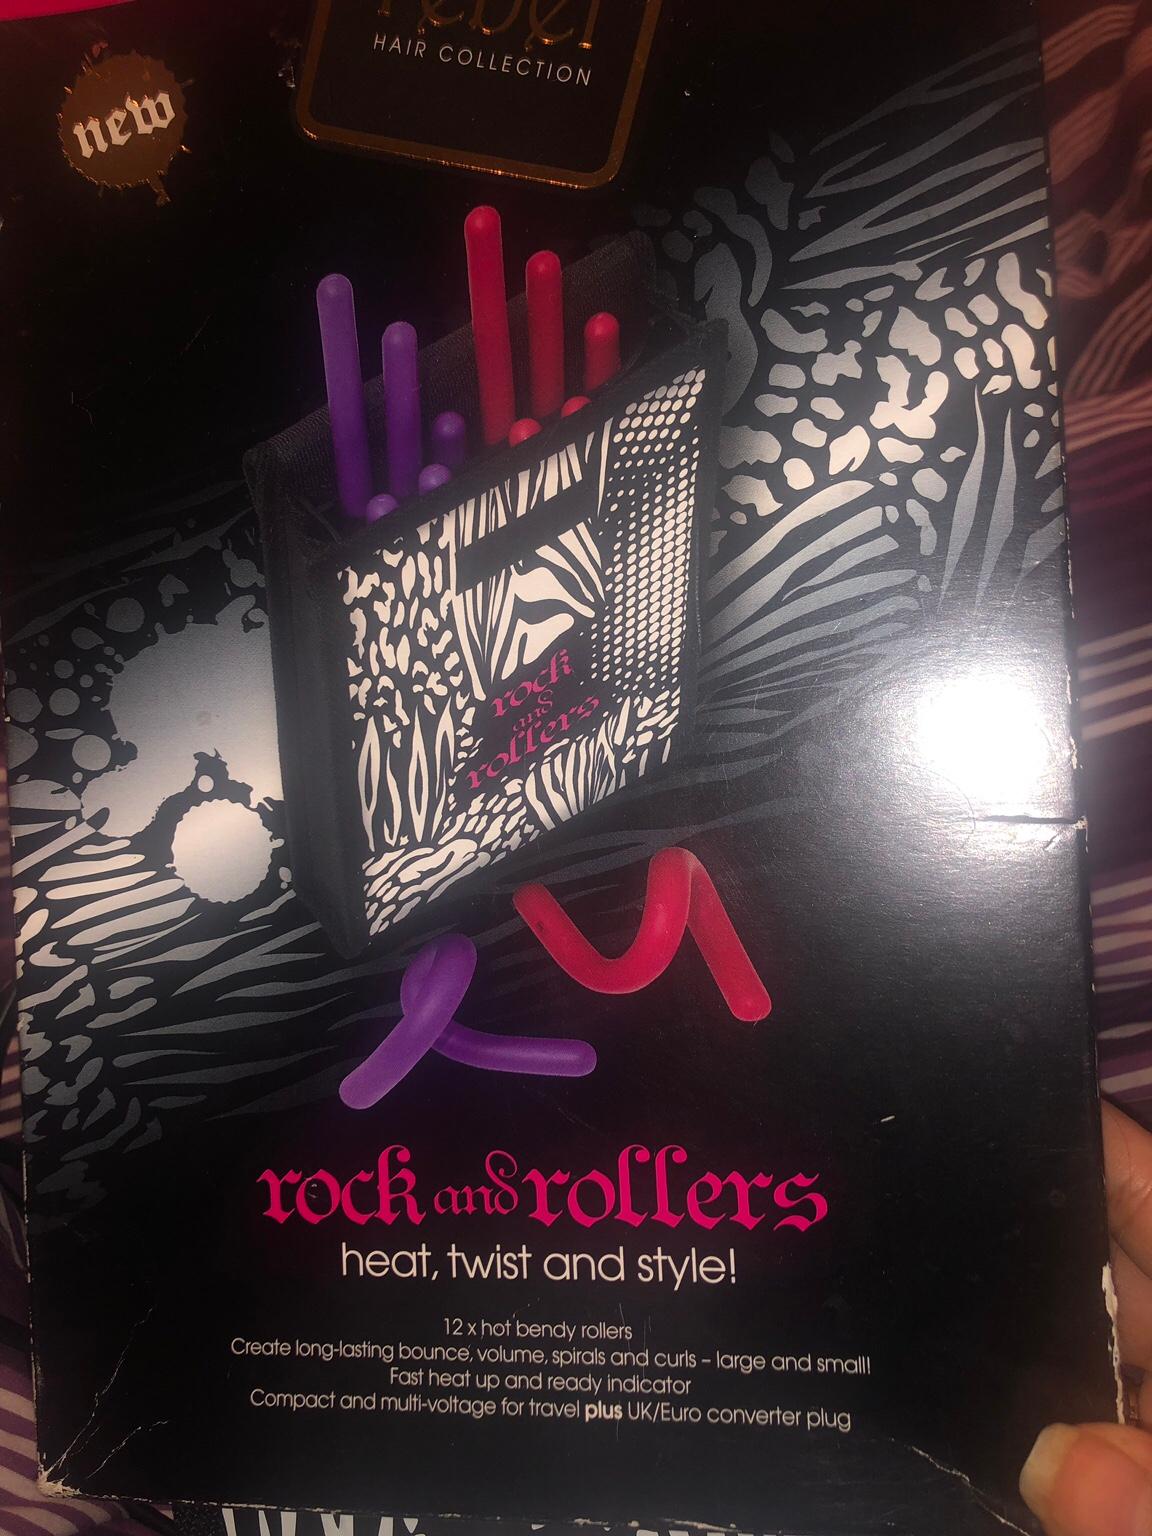 rebel
HAIR COLLECTION
new
rock
and
rollers
rock and rollers
heat, twist and style!
12 x hot bendy rollers
Create long-lasting bounce, volume, spirals and curls – large and small!
Fast heat up and ready indicator
Compact and multi-voltage for travel plus UK/Euro converter plug